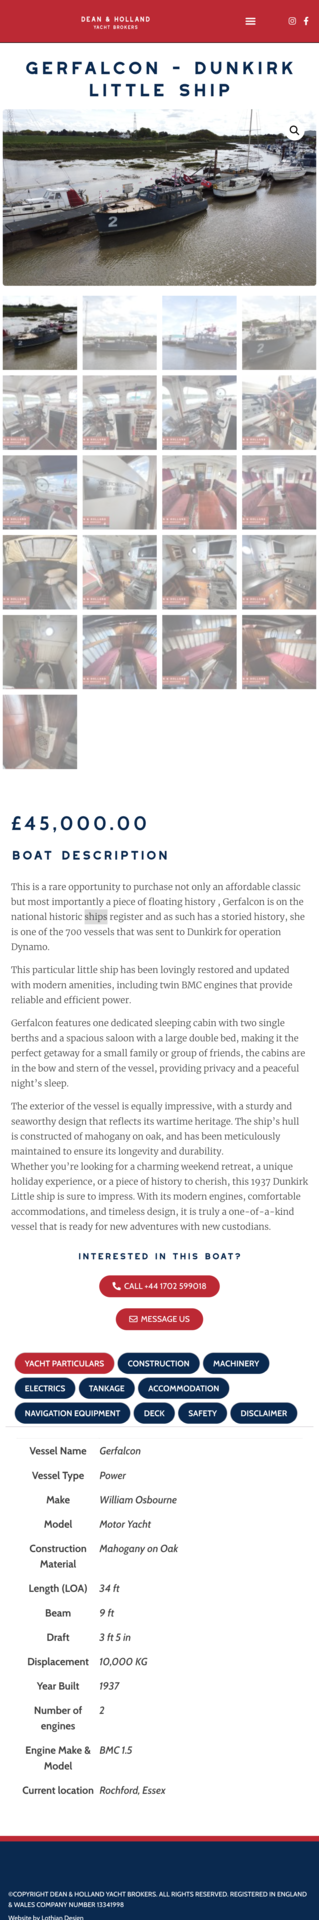 DEAN & HOLLAND
YACHT BROKERS
GERFALCON – DUNKIRK
LITTLE SHIP
2
£45,000.00
BOAT DESCRIPTION
This is a rare opportunity to purchase not only an affordable classic
but most importantly a piece of floating history , Gerfalcon is on the
national historic ships register and as such has a storied history, she
is one of the 700 vessels that was sent to Dunkirk for operation
Dynamo.
This particular little ship has been lovingly restored and updated
with modern amenities, including twin BMC engines that provide
reliable and efficient power.
Gerfalcon features one dedicated sleeping cabin with two single
berths and a spacious saloon with a large double bed, making it the
perfect getaway for a small family or group of friends, the cabins are
in the bow and stern of the vessel, providing privacy and a peaceful
night's sleep.
The exterior of the vessel is equally impressive, with a sturdy and
seaworthy design that reflects its wartime heritage. The ship's hull
is constructed of mahogany on oak, and has been meticulously
maintained to ensure its longevity and durability.
Whether you're looking for a charming weekend retreat, a unique
holiday experience, or a piece of history to cherish, this 1937 Dunkirk
Little ship is sure to impress. With its modern engines, comfortable
accommodations, and timeless design, it is truly a one-of-a-kind
vessel that is ready for new adventures with new custodians.
INTERESTED IN THIS BOAT?
CALL +44 1702 599018
MESSAGE US
YACHT PARTICULARS CONSTRUCTION MACHINERY
ELECTRICS TANKAGE ACCOMMODATION
NAVIGATION EQUIPMENT DECK SAFETY DISCLAIMER
Vessel Name Gerfalcon
Vessel Type Power
Make William Osbourne
Model Motor Yacht
Construction Mahogany on Oak
Material
Length (LOA) 34 ft
Beam 9 ft
Draft 3 ft 5 in
Displacement 10,000 KG
Year Built 1937
Number of 2
engines
Engine Make & BMC 1.5
Model
Current location Rochford, Essex
©COPYRIGHT DEAN & HOLLAND YACHT BROKERS. ALL RIGHTS RESERVED. REGISTERED IN ENGLAND
& WALES COMPANY NUMBER 13341998
Website by Lothian Design